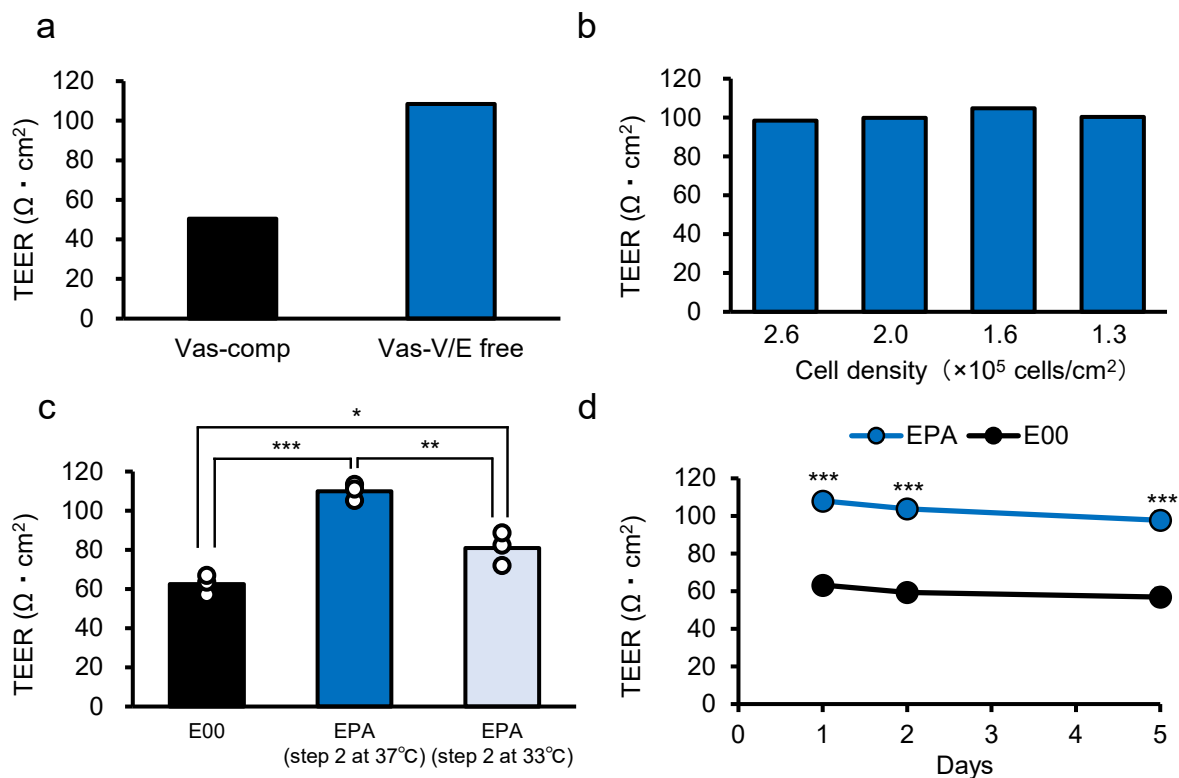 a
TEER (Ω・cm²)
120
100
80
60
40
20
0
Vas-comp
Vas-V/E free
b
TEER (Ω・cm²)
120
100
80
60
40
20
0
2.6
2.0
1.6
1.3
Cell density（×10⁵ cells/cm²）
c
*
***
**
TEER (Ω・cm²)
120
100
80
60
40
20
0
E00
EPA
(step 2 at 37℃)
EPA
(step 2 at 33℃)
d
EPA
E00
***
***
***
TEER (Ω・cm²)
120
100
80
60
40
20
0
0
1
2
3
4
5
Days